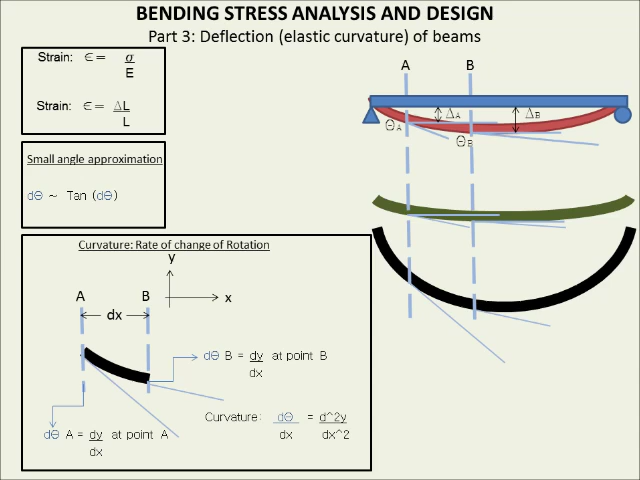 BENDING STRESS ANALYSIS AND DESIGN
Part 3: Deflection (elastic curvature) of beams
Strain: ∈ = σ
E
Strain: ∈ = ΔL
L
Small angle approximation
dΘ ~ Tan (dΘ)
A B
ΔA ΔB
ΘA
ΘB
Curvature: Rate of change of Rotation
y
x
A B
dx
dΘ B = dy at point B
dx
Curvature: dΘ = d^2y
dx dx^2
dΘ A = dy at point A
dx